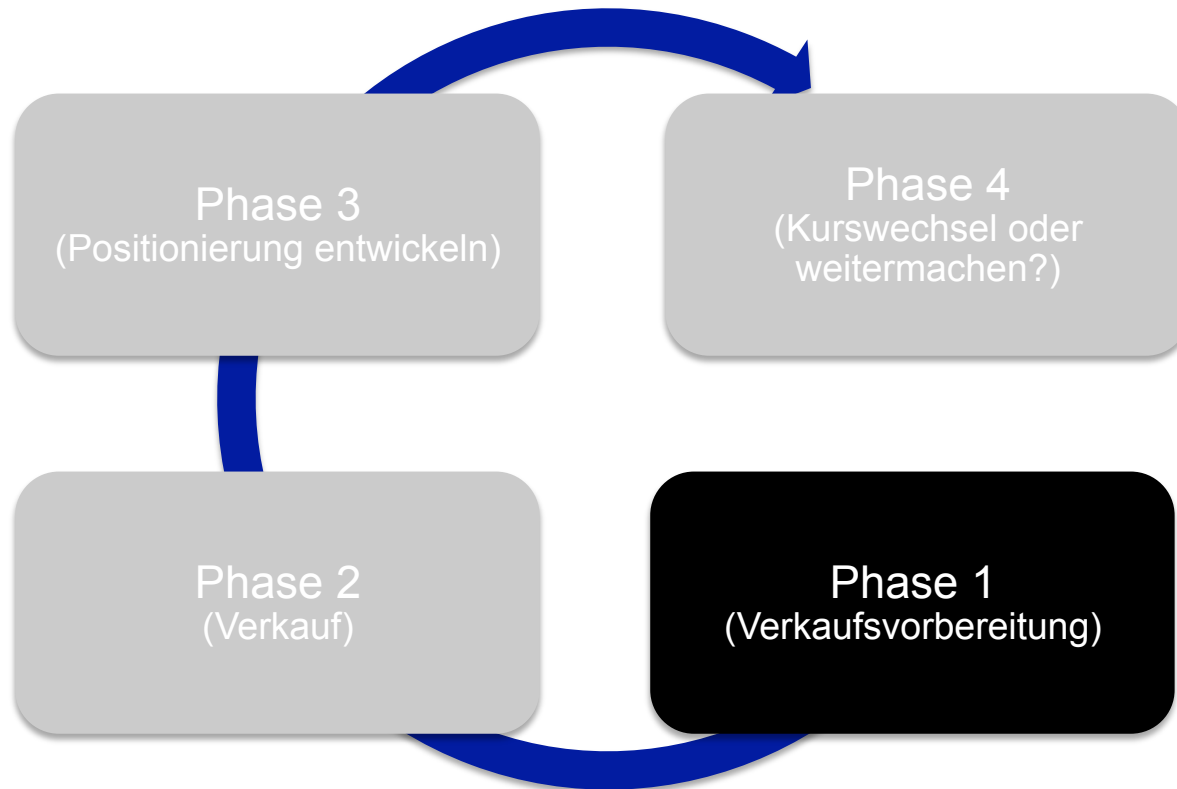 Phase 3
(Positionierung entwickeln)
Phase 4
(Kurswechsel oder
weitermachen?)
Phase 2
(Verkauf)
Phase 1
(Verkaufsvorbereitung)